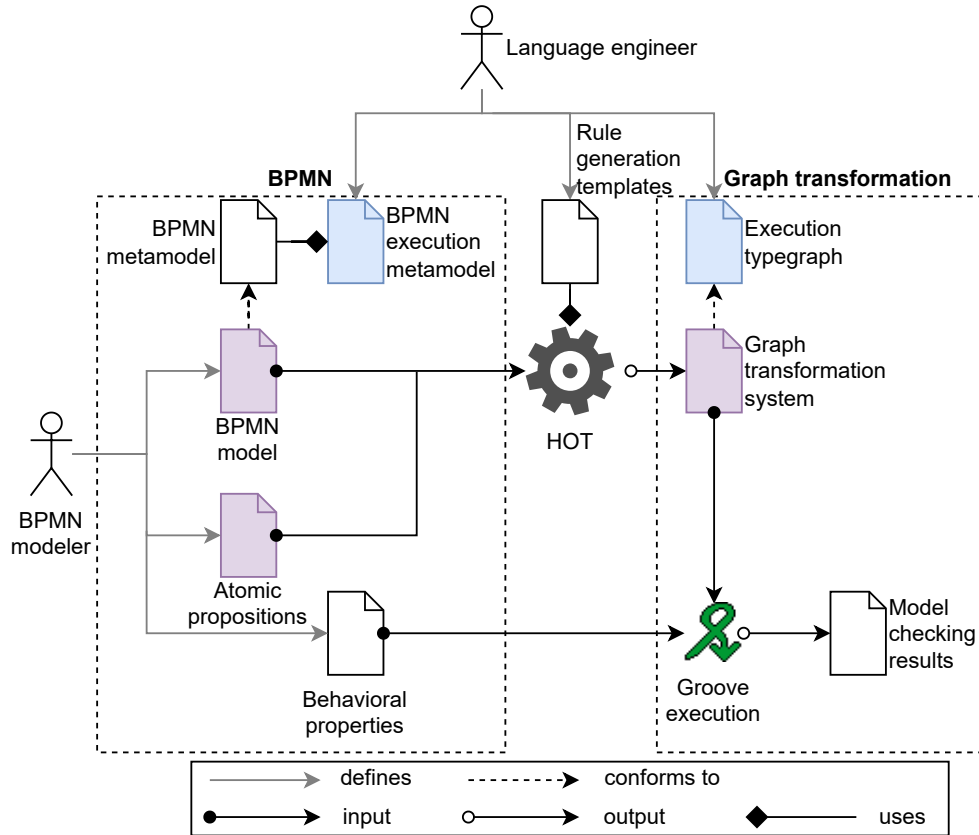 Language engineer
Rule
generation
templates
BPMN
Graph transformation
BPMN
metamodel
BPMN
execution
metamodel
Execution
typegraph
BPMN
model
HOT
Graph
transformation
system
BPMN
modeler
Atomic
propositions
Behavioral
properties
Groove
execution
Model
checking
results
defines
conforms to
input
output
uses